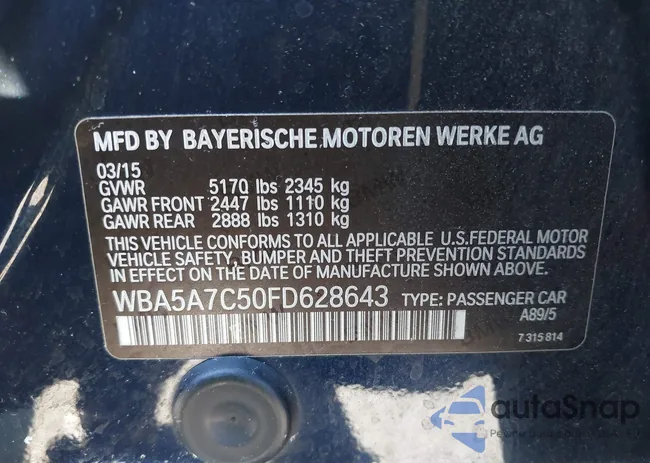 MFD BY BAYERISCHE MOTOREN WERKE AG
03/15
GVWR 5170 lbs 2345 kg
GAWR FRONT 2447 lbs 1110 kg
GAWR REAR 2888 lbs 1310 kg
THIS VEHICLE CONFORMS TO ALL APPLICABLE U.S.FEDERAL MOTOR
VEHICLE SAFETY, BUMPER AND THEFT PREVENTION STANDARDS
IN EFFECT ON THE DATE OF MANUFACTURE SHOWN ABOVE.
WBA5A7C50FD628643 TYPE: PASSENGER CAR
A89/5
7 315 814
autoSnap